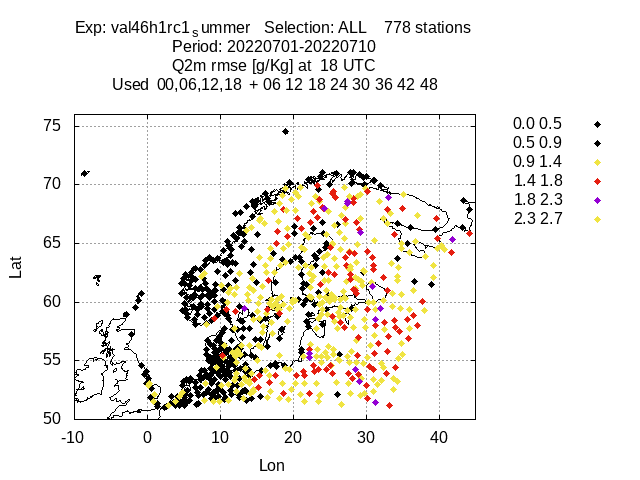 Exp: val46h1rc1summer Selection: ALL 778 stations
Period: 20220701-20220710
Q2m rmse [g/Kg] at 18 UTC
Used 00,06,12,18 + 06 12 18 24 30 36 42 48
0.0 0.5
0.5 0.9
0.9 1.4
1.4 1.8
1.8 2.3
2.3 2.7
75
70
65
60
55
50
Lat
-10 0 10 20 30 40
Lon